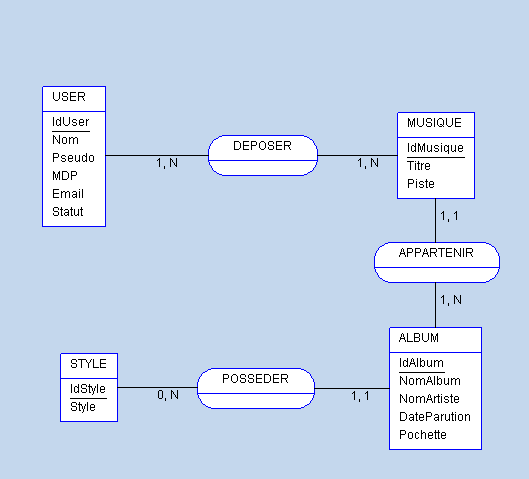 USER
IdUser
Nom
Pseudo
MDP
Email
Statut
1, N
DEPOSER
1, N
MUSIQUE
IdMusique
Titre
Piste
1, 1
APPARTENIR
1, N
ALBUM
IdAlbum
NomAlbum
NomArtiste
DateParution
Pochette
STYLE
IdStyle
Style
0, N
POSSEDER
1, 1